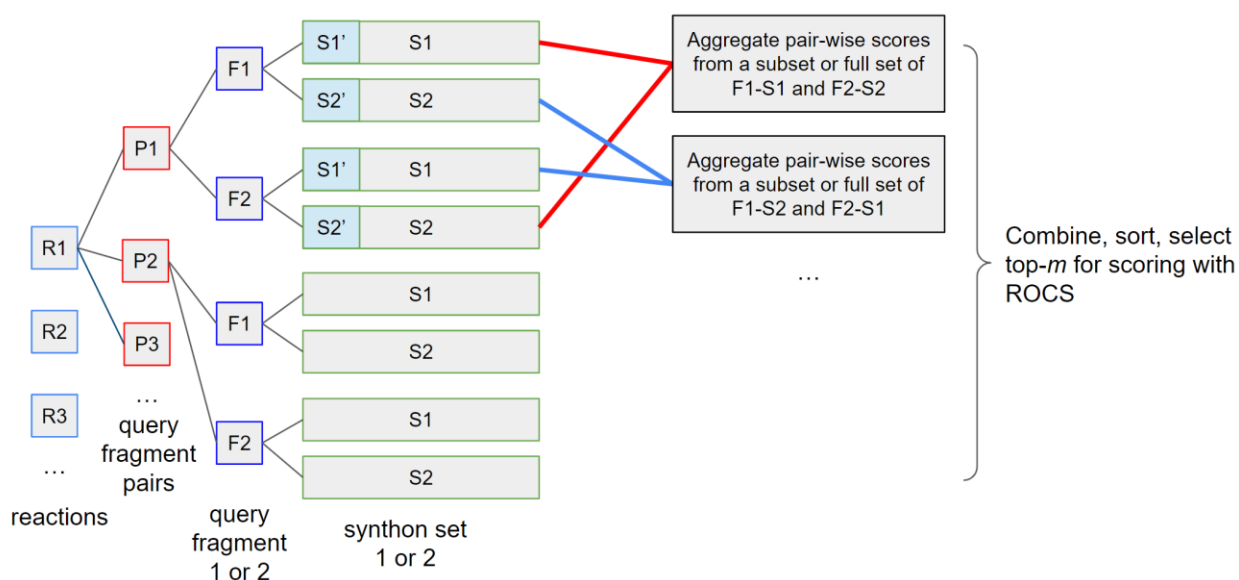 S1’ S1
F1
S2’ S2
Aggregate pair-wise scores
from a subset or full set of
F1-S1 and F2-S2
P1
S1’ S1
F2
S2’ S2
Aggregate pair-wise scores
from a subset or full set of
F1-S2 and F2-S1
R1
P2
S1
F1
S2
…
Combine, sort, select
top-m for scoring with
ROCS
R2
P3
…
query
fragment
pairs
R3
…
reactions
S1
F2
S2
query
fragment
1 or 2
synthon set
1 or 2